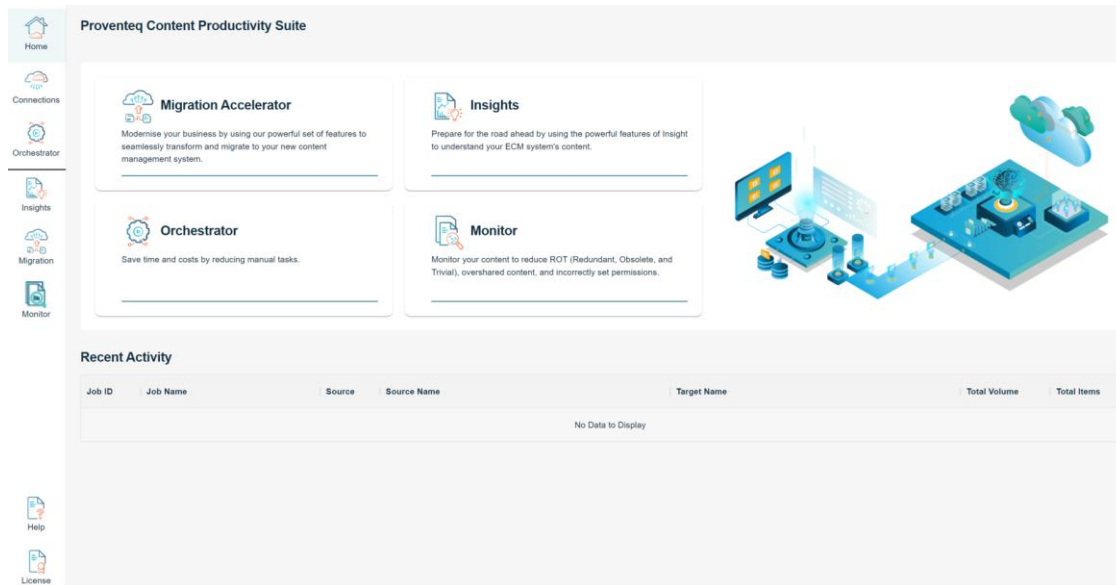 Home
Connections
Orchestrator
Insights
Migration
Monitor
Help
License
Proventeq Content Productivity Suite
Migration Accelerator
Modernise your business by using our powerful set of features to
seamlessly transform and migrate to your new content
management system.
Insights
Prepare for the road ahead by using the powerful features of Insight
to understand your ECM system's content.
Orchestrator
Save time and costs by reducing manual tasks.
Monitor
Monitor your content to reduce ROT (Redundant, Obsolete, and
Trivial), overshared content, and incorrectly set permissions.
Recent Activity
Job ID Job Name Source Source Name Target Name Total Volume Total Items
No Data to Display